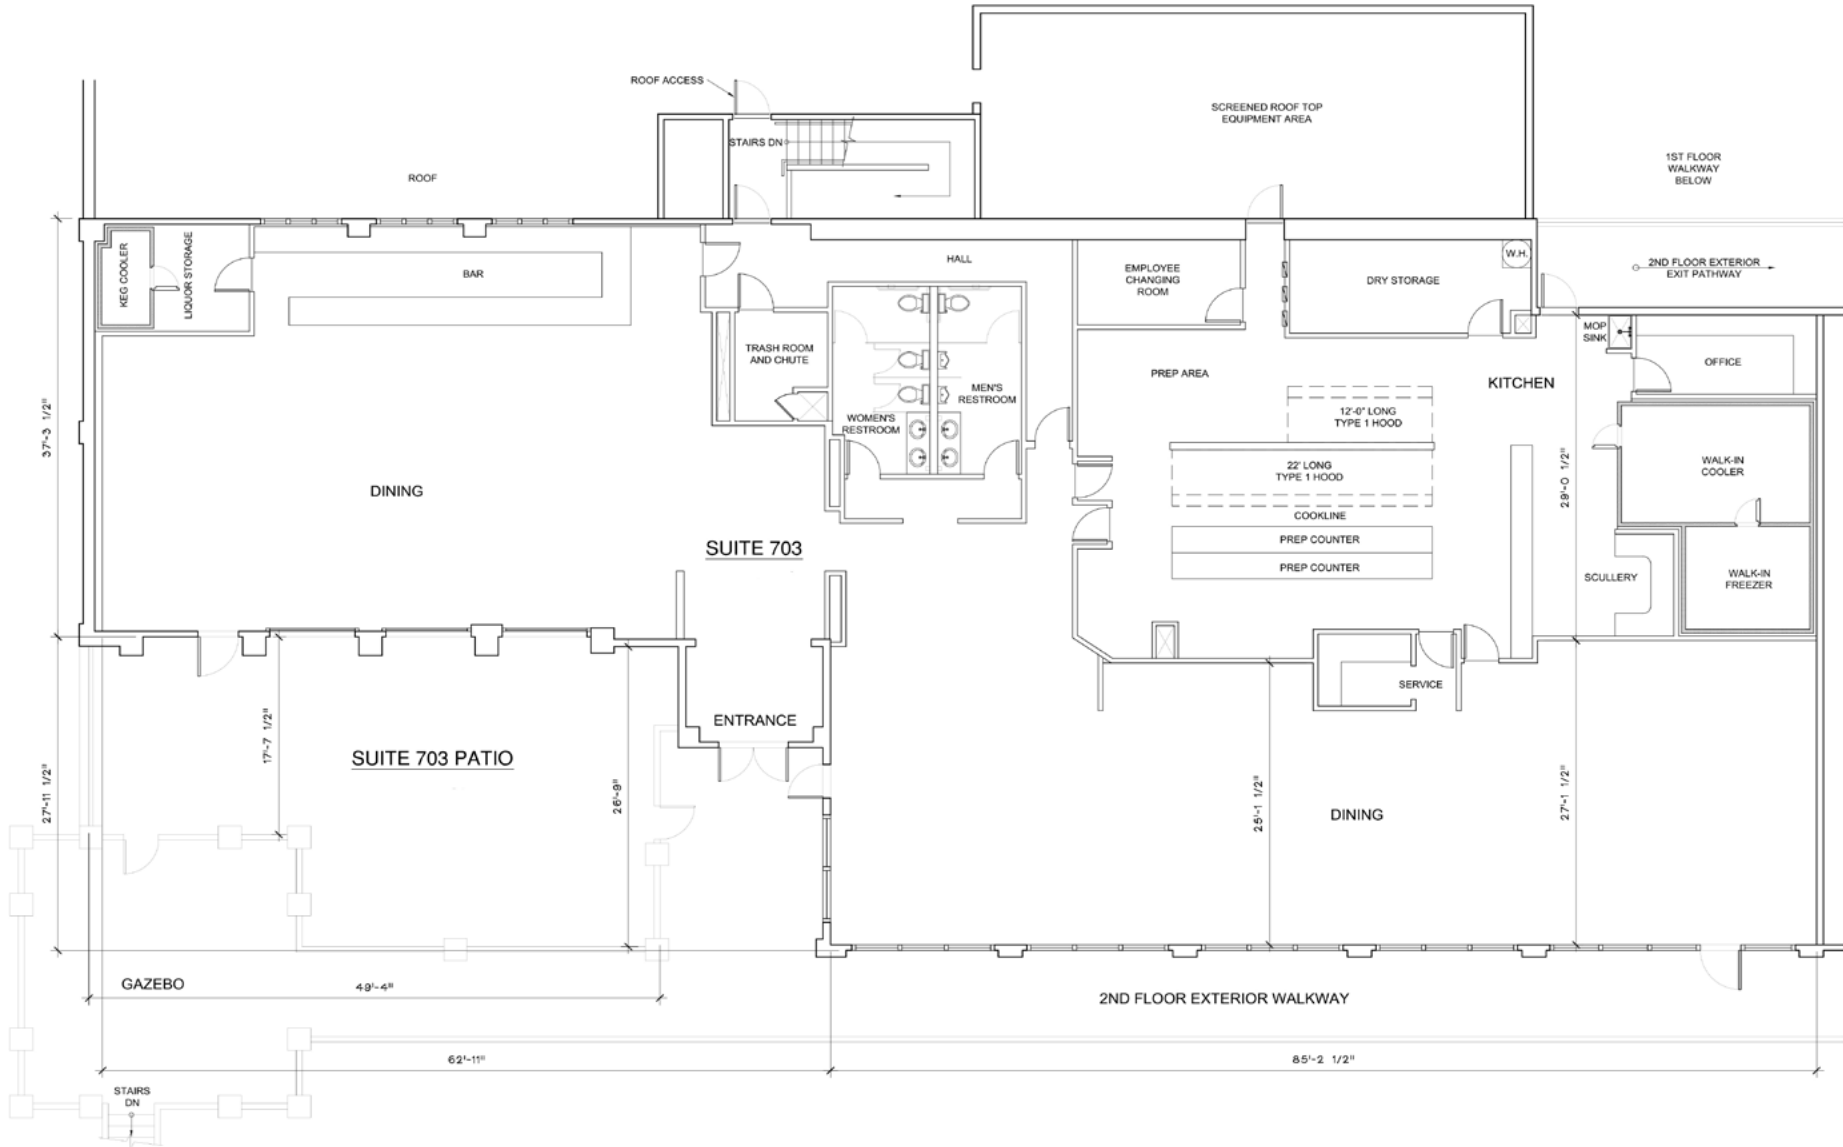 ROOF ACCESS
SCREENED ROOF TOP
EQUIPMENT AREA
STAIRS DN
1ST FLOOR
WALKWAY
BELOW
ROOF
KEG COOLER
LIQUOR STORAGE
BAR
HALL
EMPLOYEE
CHANGING
ROOM
DRY STORAGE
W.H.
2ND FLOOR EXTERIOR
EXIT PATHWAY
MOP
SINK
TRASH ROOM
AND CHUTE
OFFICE
PREP AREA
KITCHEN
MEN'S
RESTROOM
WOMEN'S
RESTROOM
12'-0" LONG
TYPE 1 HOOD
37'-3 1/2"
22' LONG
TYPE 1 HOOD
29'-0 1/2"
WALK-IN
COOLER
DINING
COOKLINE
PREP COUNTER
PREP COUNTER
SUITE 703
SCULLERY
WALK-IN
FREEZER
SERVICE
ENTRANCE
17'-7 1/2"
SUITE 703 PATIO
27'-11 1/2"
26'-9"
25'-1 1/2"
DINING
27'-1 1/2"
GAZEBO
49'-4"
2ND FLOOR EXTERIOR WALKWAY
62'-11"
85'-2 1/2"
STAIRS
DN